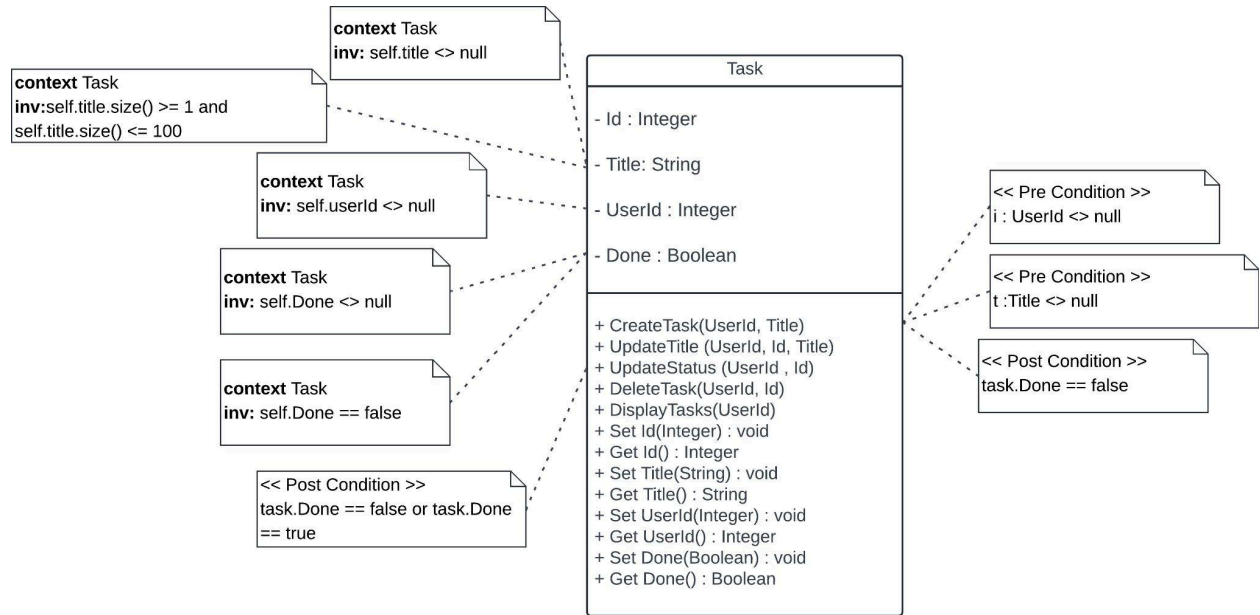 context Task
inv: self.title <> null
context Task
inv:self.title.size() >= 1 and
self.title.size() <= 100
context Task
inv: self.userId <> null
context Task
inv: self.Done <> null
context Task
inv: self.Done == false
<< Post Condition >>
task.Done == false or task.Done
== true
Task
- Id : Integer
- Title: String
- UserId : Integer
- Done : Boolean
+ CreateTask(UserId, Title)
+ UpdateTitle (UserId, Id, Title)
+ UpdateStatus (UserId , Id)
+ DeleteTask(UserId, Id)
+ DisplayTasks(UserId)
+ Set Id(Integer) : void
+ Get Id() : Integer
+ Set Title(String) : void
+ Get Title() : String
+ Set UserId(Integer) : void
+ Get UserId() : Integer
+ Set Done(Boolean) : void
+ Get Done() : Boolean
<< Pre Condition >>
i : UserId <> null
<< Pre Condition >>
t :Title <> null
<< Post Condition >>
task.Done == false